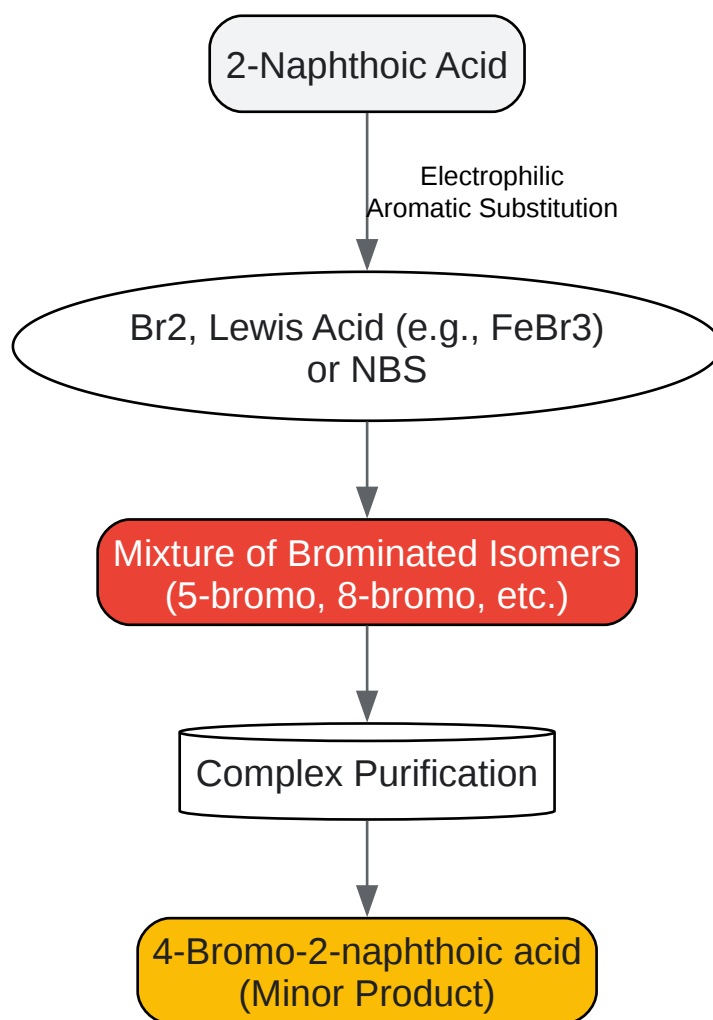 2-Naphthoic Acid
Electrophilic
Aromatic Substitution
Br2, Lewis Acid (e.g., FeBr3)
or NBS
Mixture of Brominated Isomers
(5-bromo, 8-bromo, etc.)
Complex Purification
4-Bromo-2-naphthoic acid
(Minor Product)